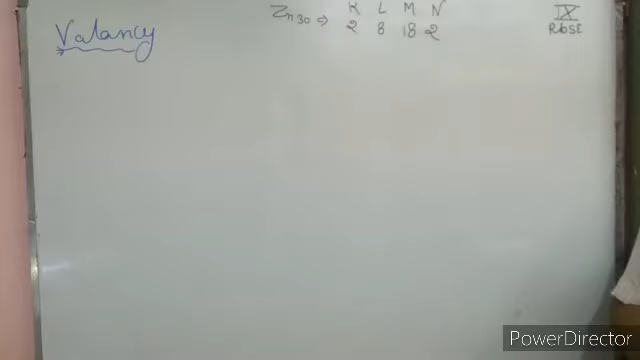 Valancy
K L M N
Zn30 ⇒ 2 8 18 2
IX
RBSE
PowerDirector